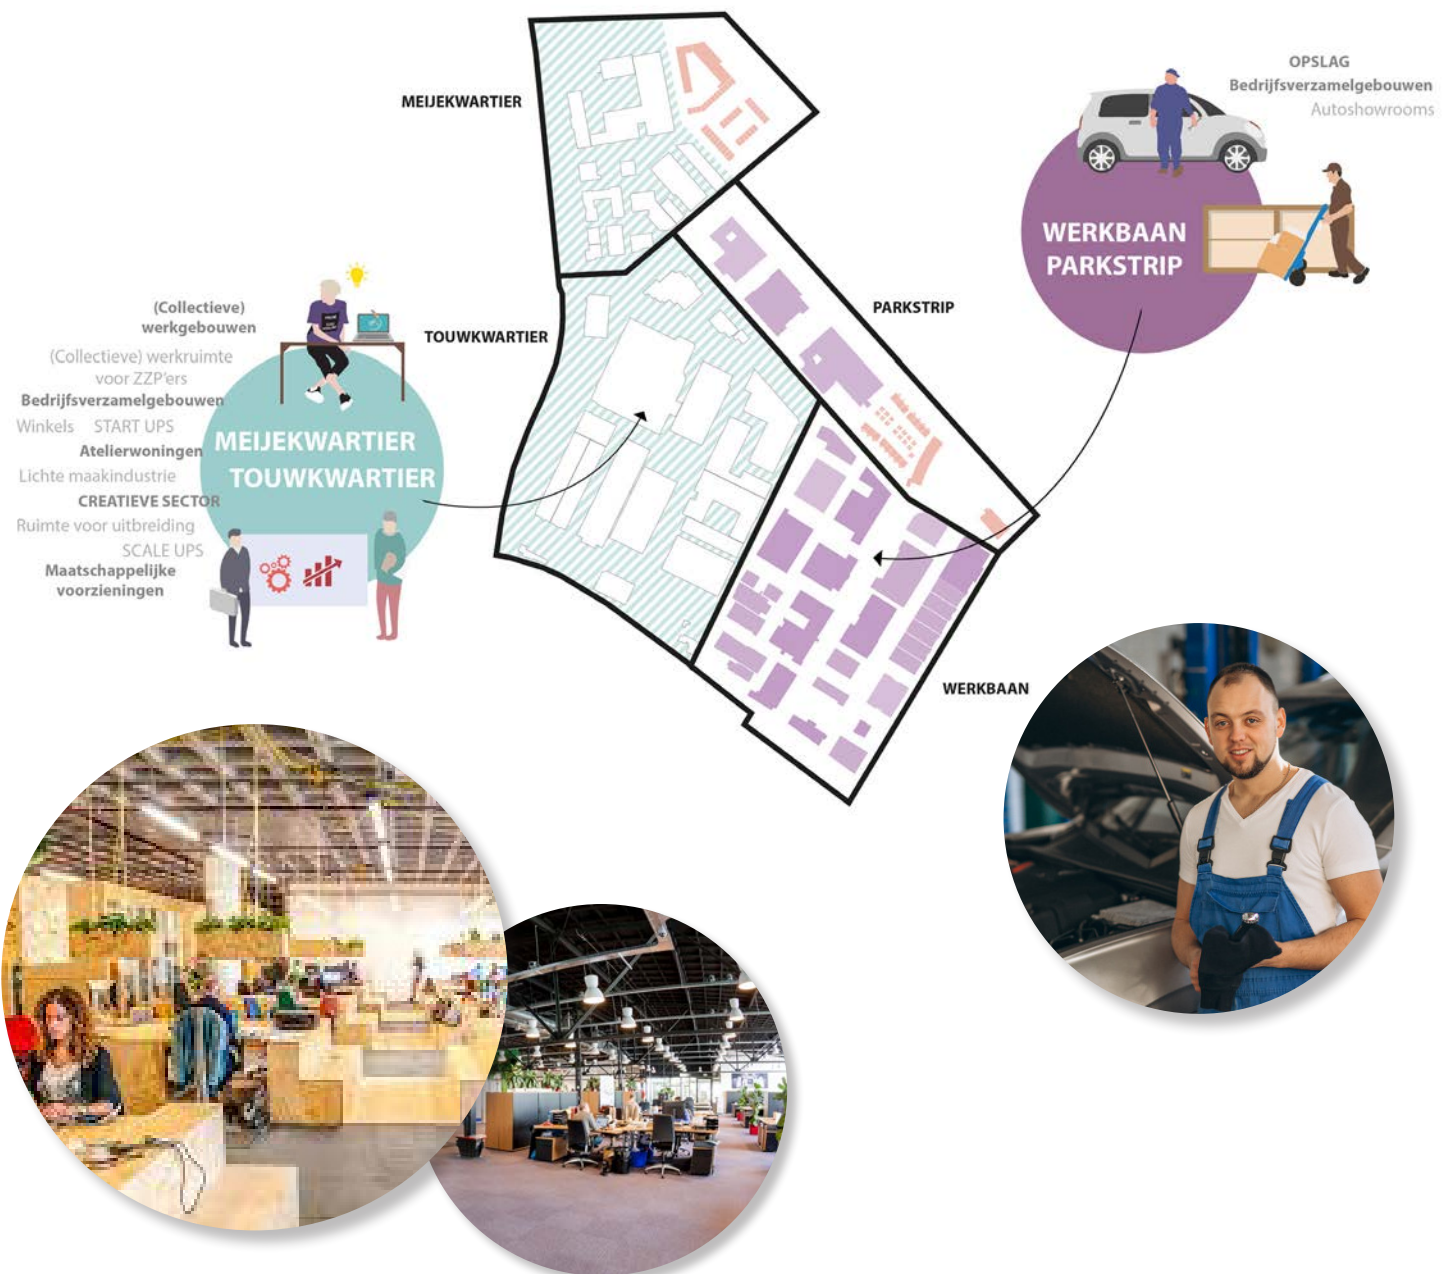 MEIJEKWARTIER
OPSLAG
Bedrijfsverzamelgebouwen
Autoshowrooms
WERKBAAN
PARKSTRIP
PARKSTRIP
TOUWKWARTIER
(Collectieve)
werkgebouwen
(Collectieve) werkruimte
voor ZZP'ers
Bedrijfsverzamelgebouwen
Winkels START UPS
Atelierwoningen
Lichte maakindustrie
CREATIEVE SECTOR
Ruimte voor uitbreiding
SCALE UPS
Maatschappelijke
voorzieningen
MEIJEKWARTIER
TOUWKWARTIER
WERKBAAN